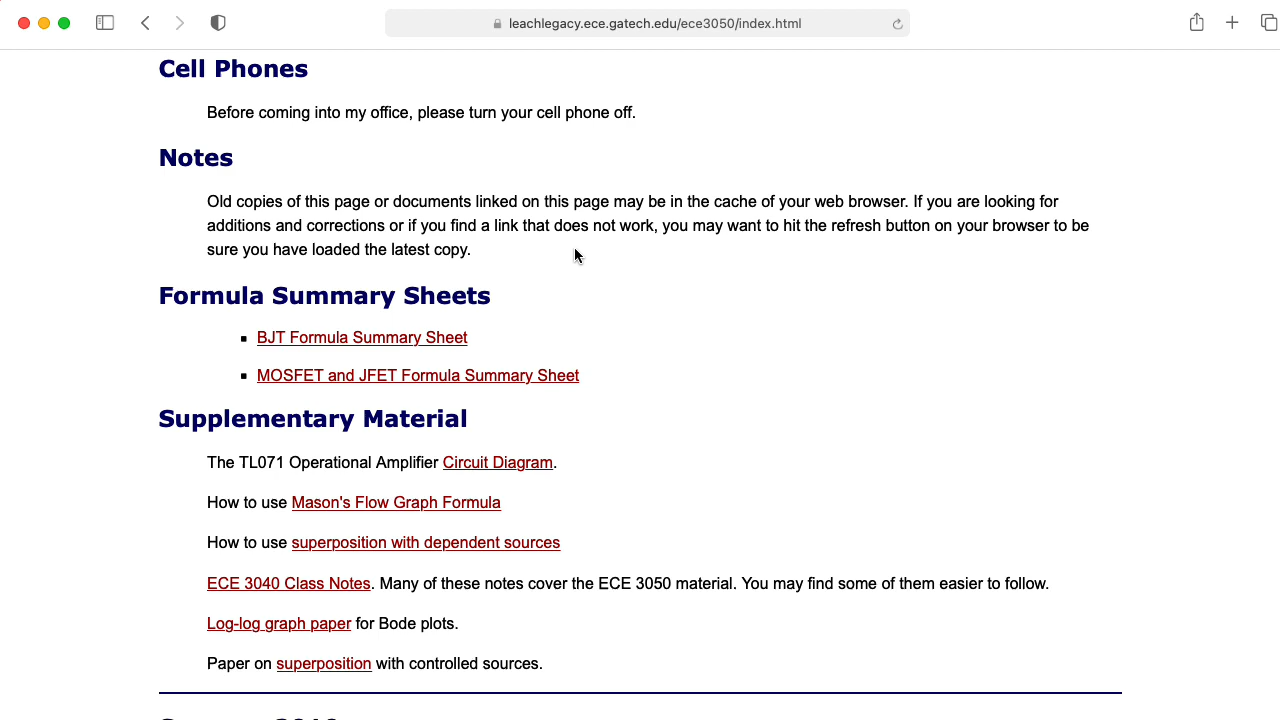 leachlegacy.ece.gatech.edu/ece3050/index.html
Cell Phones
Before coming into my office, please turn your cell phone off.
Notes
Old copies of this page or documents linked on this page may be in the cache of your web browser. If you are looking for
additions and corrections or if you find a link that does not work, you may want to hit the refresh button on your browser to be
sure you have loaded the latest copy.
Formula Summary Sheets
BJT Formula Summary Sheet
MOSFET and JFET Formula Summary Sheet
Supplementary Material
The TL071 Operational Amplifier Circuit Diagram.
How to use Mason's Flow Graph Formula
How to use superposition with dependent sources
ECE 3040 Class Notes. Many of these notes cover the ECE 3050 material. You may find some of them easier to follow.
Log-log graph paper for Bode plots.
Paper on superposition with controlled sources.